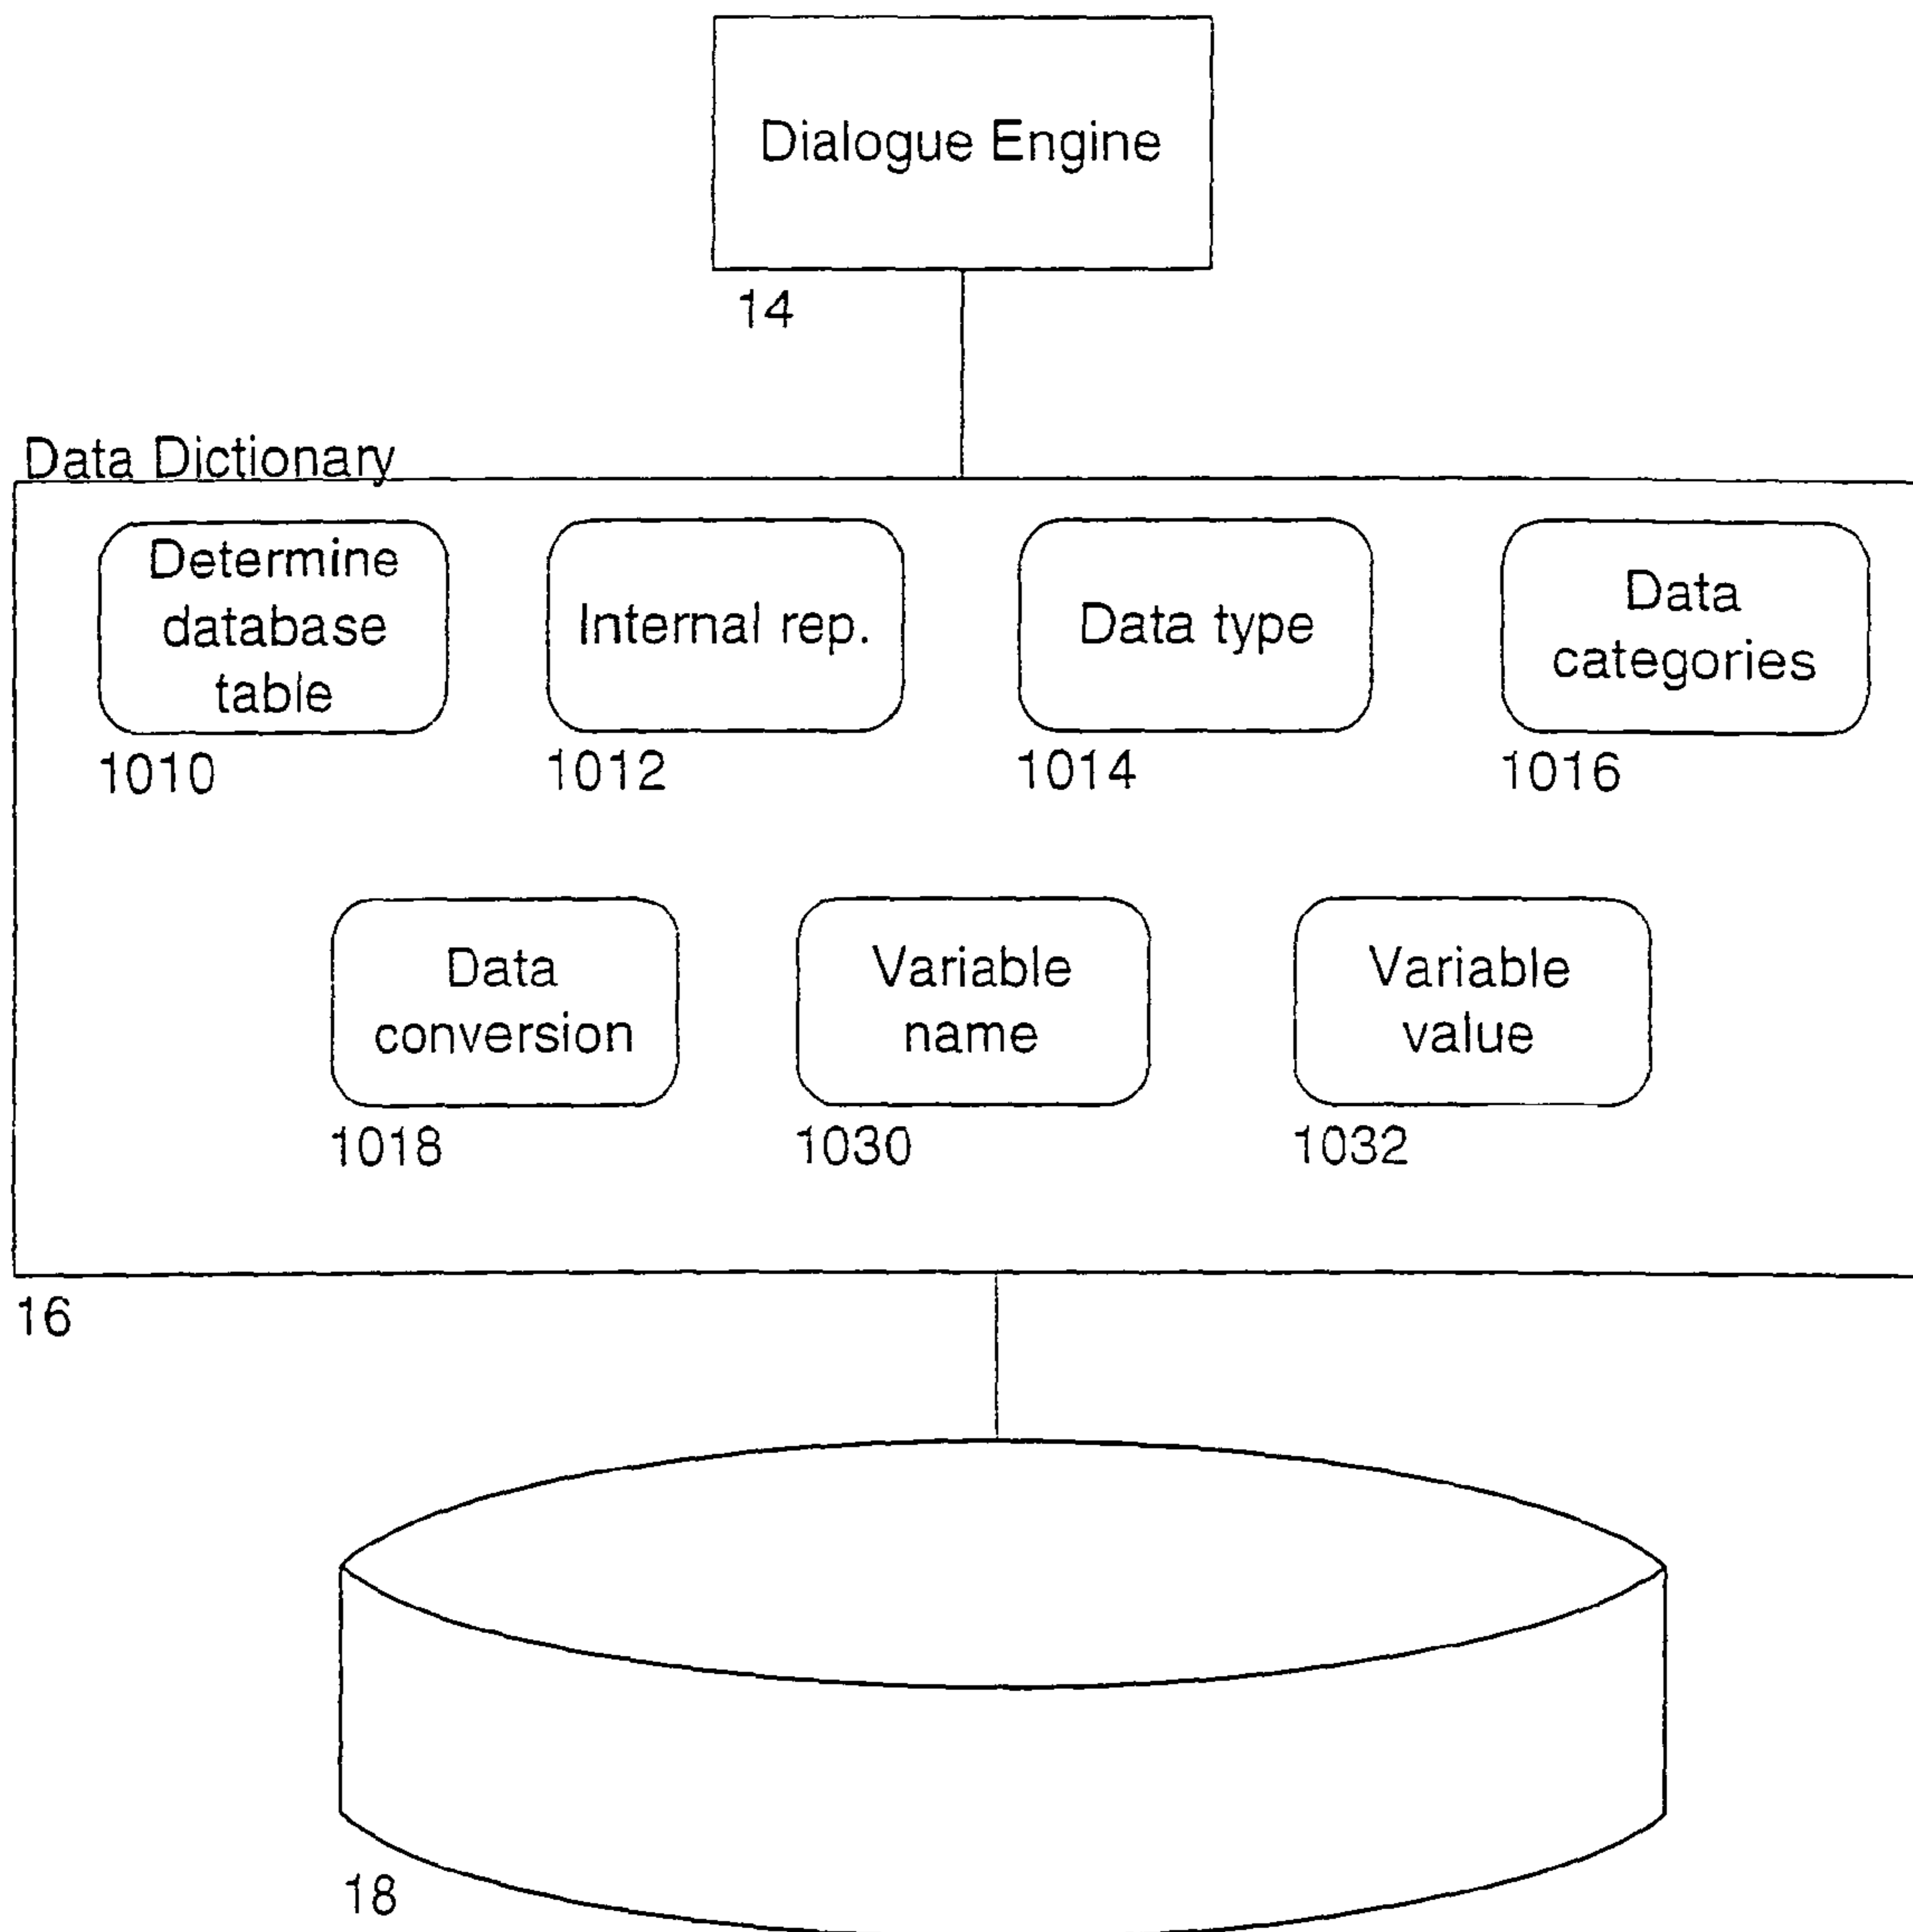 Dialogue Engine
14
Data Dictionary
Determine
database
table
1010
Internal rep.
1012
Data type
1014
Data
categories
1016
Data
conversion
1018
Variable
name
1030
Variable
value
1032
16
18